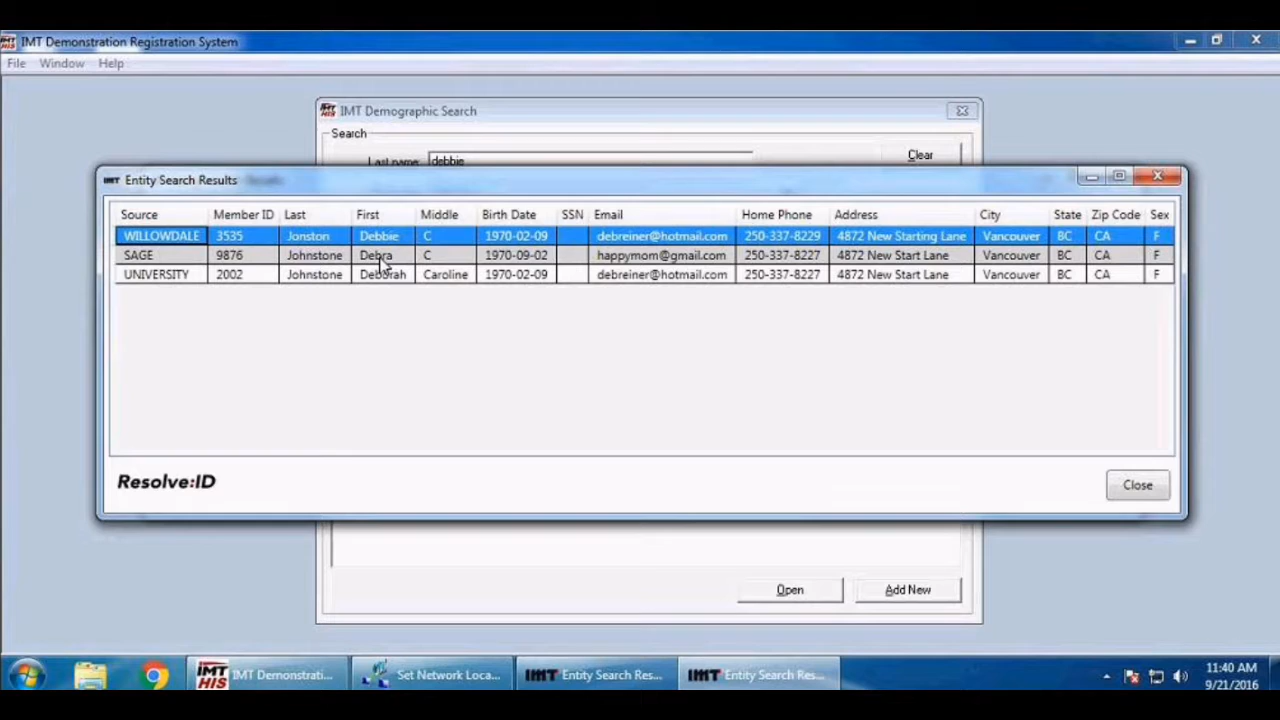 IMT Demonstration Registration System
File Window Help
IMT Demographic Search
Search
Last name: debbie Clear
Entity Search Results
Source Member ID Last First Middle Birth Date SSN Email Home Phone Address City State Zip Code Sex
WILLOWDALE 3535 Jonston Debbie C 1970-02-09 debreiner@hotmail.com 250-337-8229 4872 New Starting Lane Vancouver BC CA F
SAGE 9876 Johnstone Debra C 1970-09-02 happymom@gmail.com 250-337-8227 4872 New Start Lane Vancouver BC CA F
UNIVERSITY 2002 Johnstone Deborah Caroline 1970-02-09 debreiner@hotmail.com 250-337-8227 4872 New Start Lane Vancouver BC CA F
Resolve:ID
Close
Open Add New
IMT HIS IMT Demonstrati... Set Network Loca... IMT Entity Search Res... IMT Entity Search Res... 11:40 AM
9/21/2016